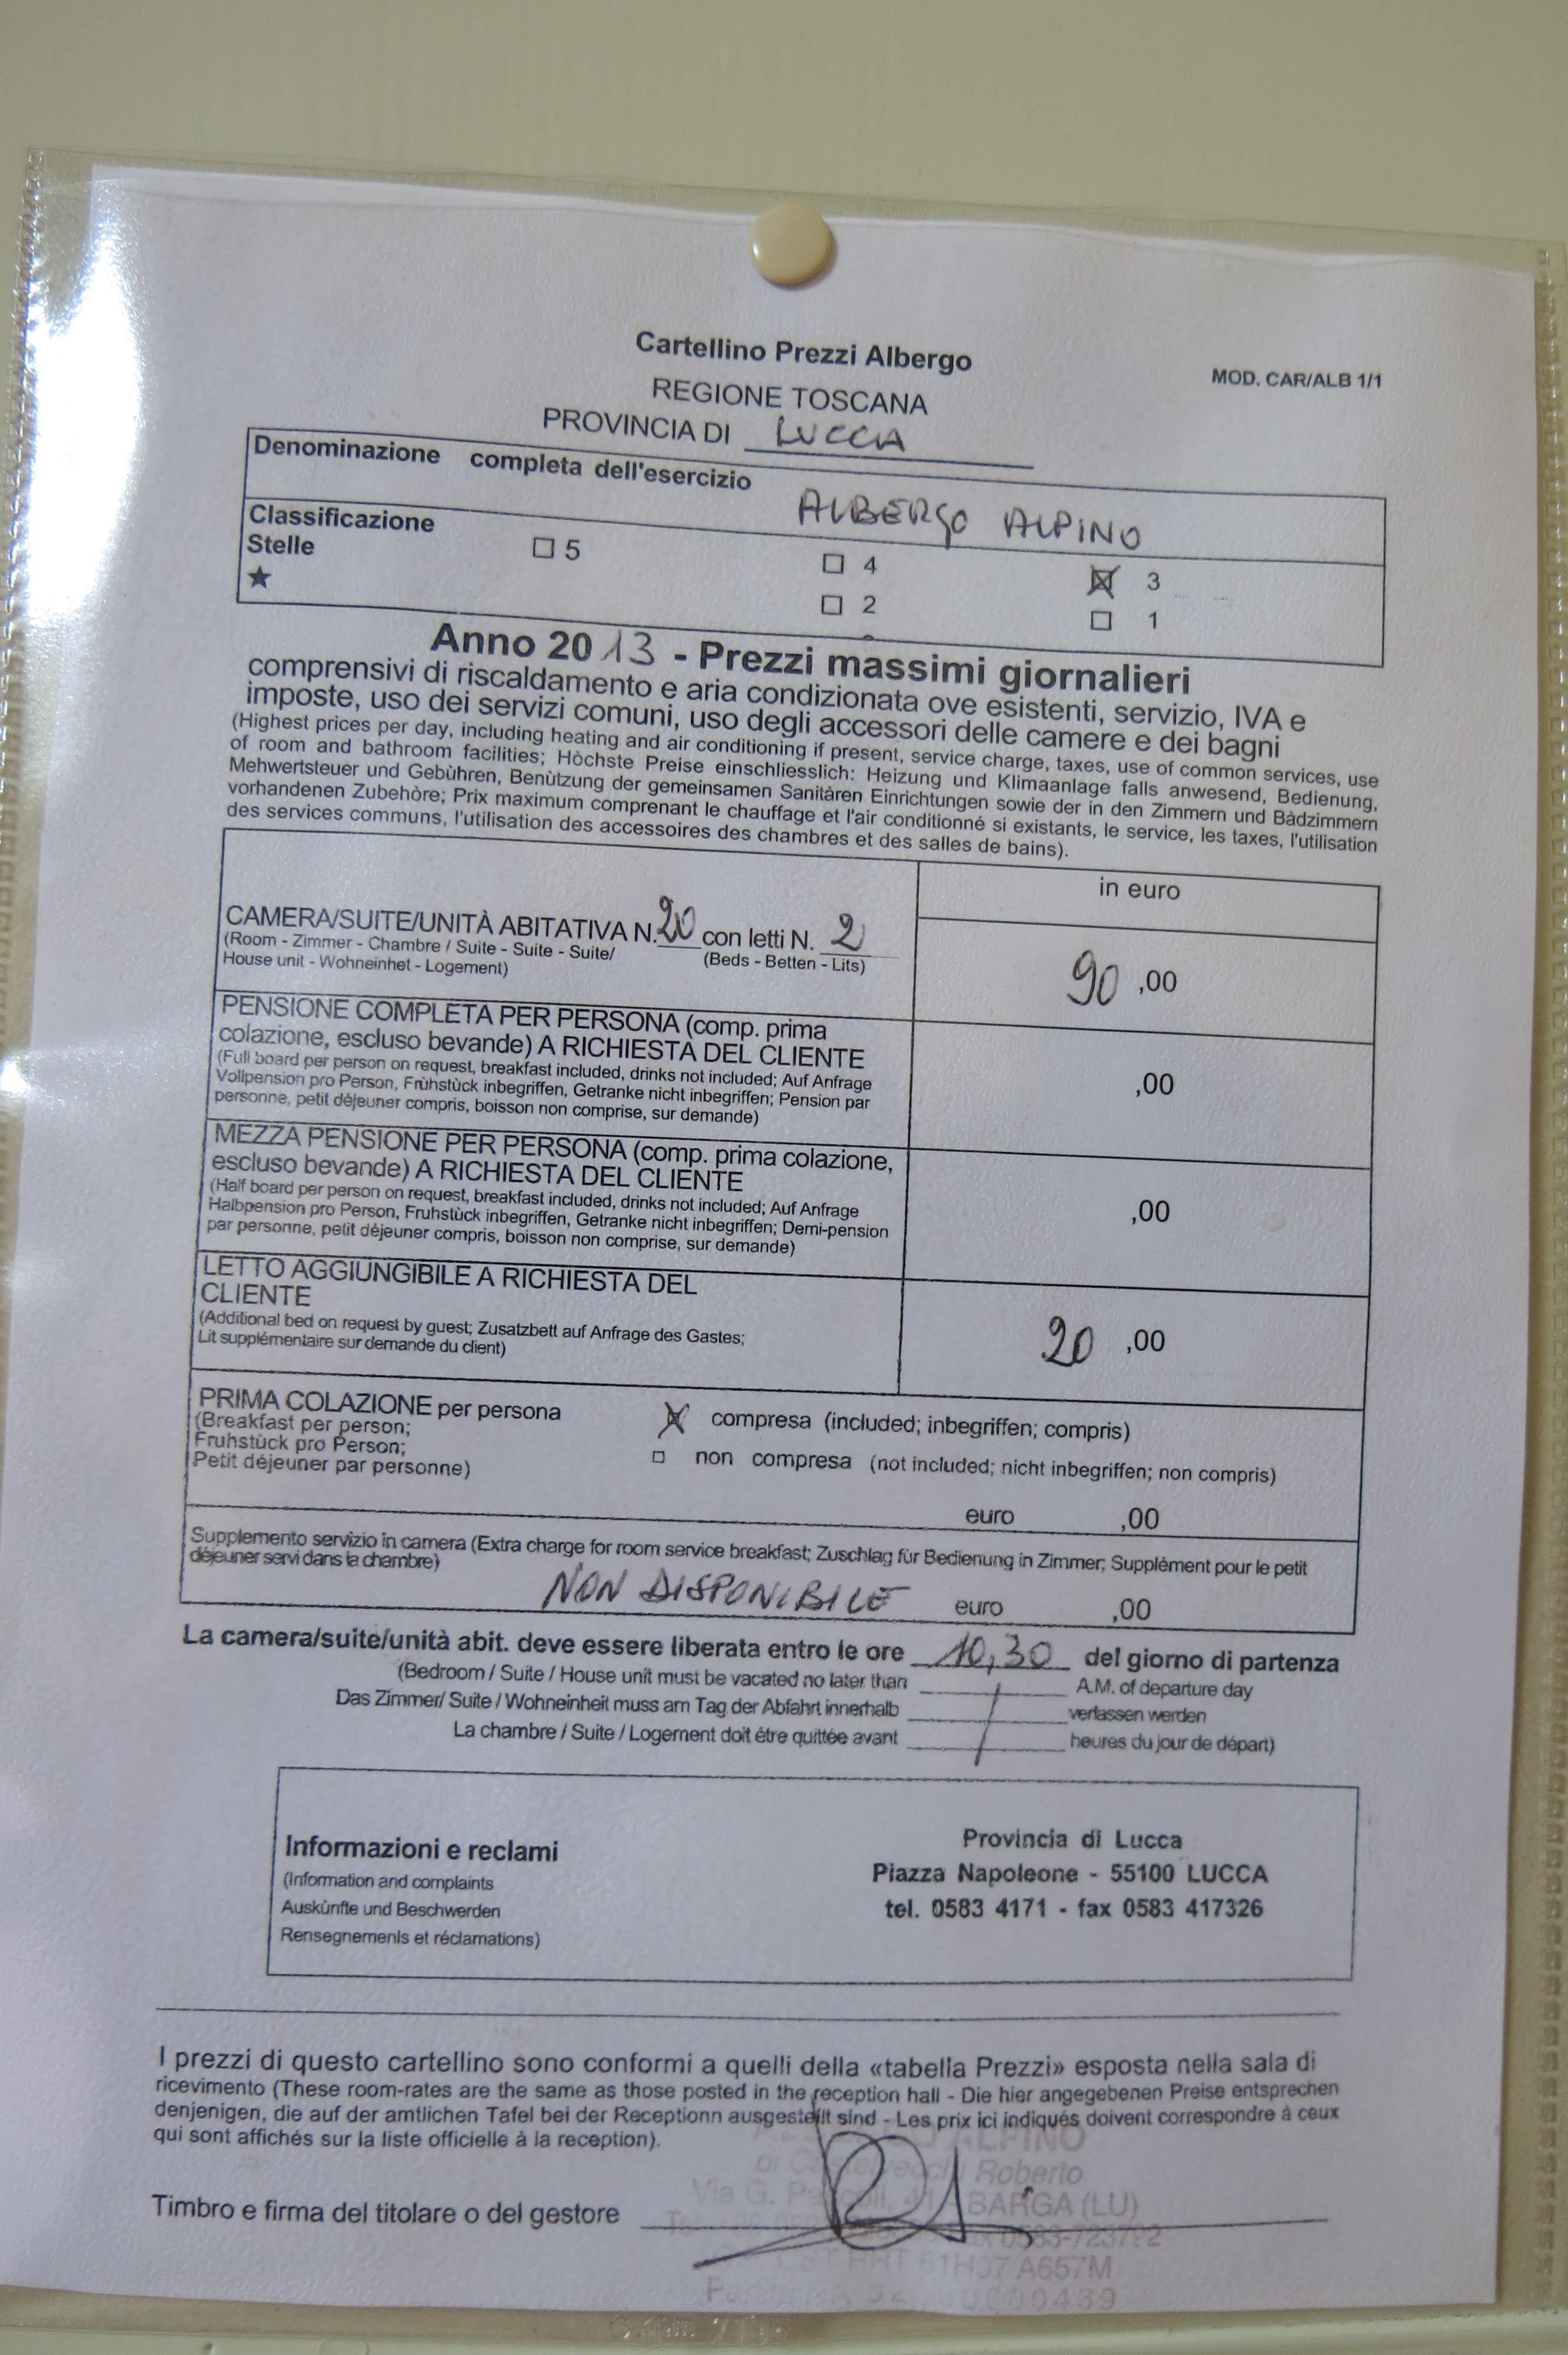 Cartellino Prezzi Albergo
MOD. CAR/ALB 1/1
REGIONE TOSCANA
PROVINCIA DI LUCCA
Denominazione completa dell'esercizio
ALBERGO ALPINO
Classificazione
Stelle
☐ 5 ☐ 4 ☒ 3
★ ☐ 2 ☐ 1
Anno 2013 - Prezzi massimi giornalieri
comprensivi di riscaldamento e aria condizionata ove esistenti, servizio, IVA e
imposte, uso dei servizi comuni, uso degli accessori delle camere e dei bagni
(Highest prices per day, including heating and air conditioning if present, service charge, taxes, use of common services, use
of room and bathroom facilities; Höchste Preise einschliesslich: Heizung und Klimaanlage falls anwesend, Bedienung,
Mehwertsteuer und Gebùhren, Benùtzung der gemeinsamen Sanitàren Einrichtungen sowie der in den Zimmern und Bàdzimmern
vorhandenen Zubehòre; Prix maximum comprenant le chauffage et l'air conditionné si existants, le service, les taxes, l'utilisation
des services communs, l'utilisation des accessoires des chambres et des salles de bains).
in euro
CAMERA/SUITE/UNITÀ ABITATIVA N. 20 con letti N. 2
(Room - Zimmer - Chambre / Suite - Suite - Suite/ (Beds - Betten - Lits)
House unit - Wohneinhet - Logement)
90 ,00
PENSIONE COMPLETA PER PERSONA (comp. prima
colazione, escluso bevande) A RICHIESTA DEL CLIENTE
(Full board per person on request, breakfast included, drinks not included; Auf Anfrage
Vollpension pro Person, Frùhstùck inbegriffen, Getranke nicht inbegriffen; Pension par
personne, petit déjeuner compris, boisson non comprise, sur demande)
,00
MEZZA PENSIONE PER PERSONA (comp. prima colazione,
escluso bevande) A RICHIESTA DEL CLIENTE
(Half board per person on request, breakfast included, drinks not included; Auf Anfrage
Halbpension pro Person, Fruhstùck inbegriffen, Getranke nicht inbegriffen; Demi-pension
par personne, petit déjeuner compris, boisson non comprise, sur demande)
,00
LETTO AGGIUNGIBILE A RICHIESTA DEL
CLIENTE
(Additional bed on request by guest; Zusatzbett auf Anfrage des Gastes;
Lit supplémentaire sur demande du client)
20 ,00
PRIMA COLAZIONE per persona
(Breakfast per person;
Fruhstùck pro Person;
Petit déjeuner par personne)
☒ compresa (included; inbegriffen; compris)
☐ non compresa (not included; nicht inbegriffen; non compris)
euro ,00
Supplemento servizio in camera (Extra charge for room service breakfast; Zuschlag für Bedienung in Zimmer; Supplément pour le petit
déjeuner servi dans la chambre)
NON DISPONIBILE euro ,00
La camera/suite/unità abit. deve essere liberata entro le ore 10,30 del giorno di partenza
(Bedroom / Suite / House unit must be vacated no later than A.M. of departure day
Das Zimmer/ Suite / Wohneinheit muss am Tag der Abfahrt innerhalb verlassen werden
La chambre / Suite / Logement doit être quittée avant heures du jour de départ)
Informazioni e reclami
(Information and complaints
Auskùnfte und Beschwerden
Rensegnements et réclamations)
Provincia di Lucca
Piazza Napoleone - 55100 LUCCA
tel. 0583 4171 - fax 0583 417326
I prezzi di questo cartellino sono conformi a quelli della «tabella Prezzi» esposta nella sala di
ricevimento (These room-rates are the same as those posted in the reception hall - Die hier angegebenen Preise entsprechen
denjenigen, die auf der amtlichen Tafel bei der Receptionn ausgestellt sind - Les prix ici indiqués doivent correspondre à ceux
qui sont affichés sur la liste officielle à la reception).
ALPINO
Roberto
Via G. BARGA (LU)
0583-723792
A657M
Timbro e firma del titolare o del gestore